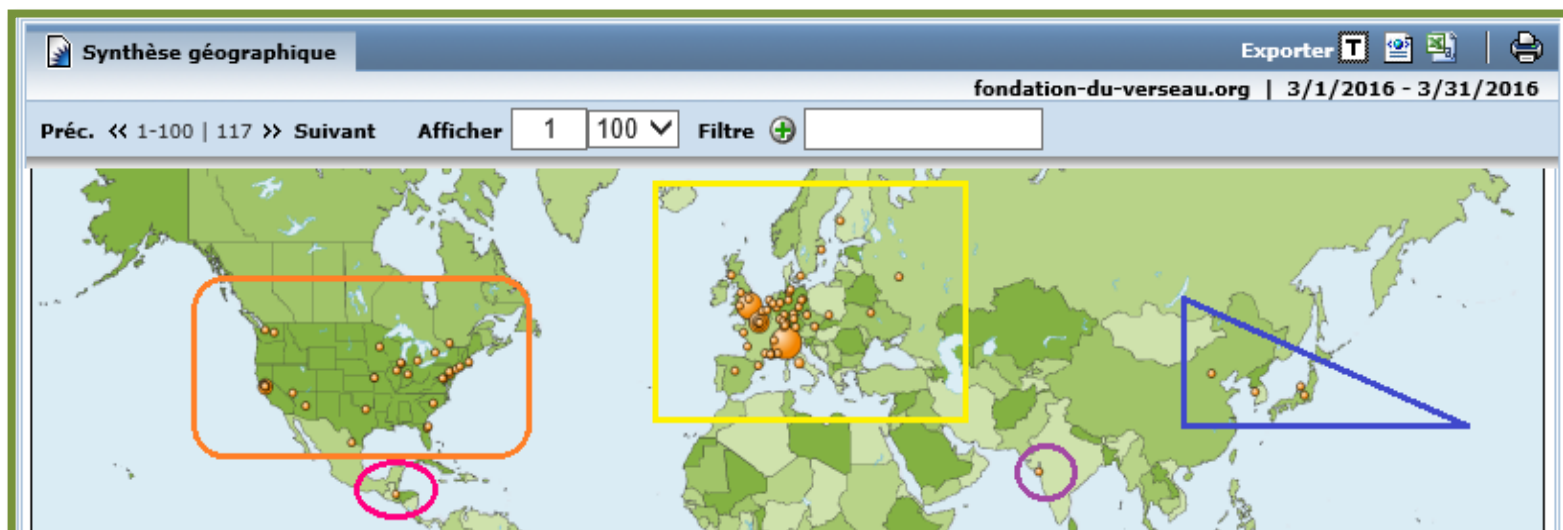 Synthèse géographique
Exporter T
fondation-du-verseau.org | 3/1/2016 - 3/31/2016
Préc. << 1-100 | 117 >> Suivant Afficher 1 100 Filtre